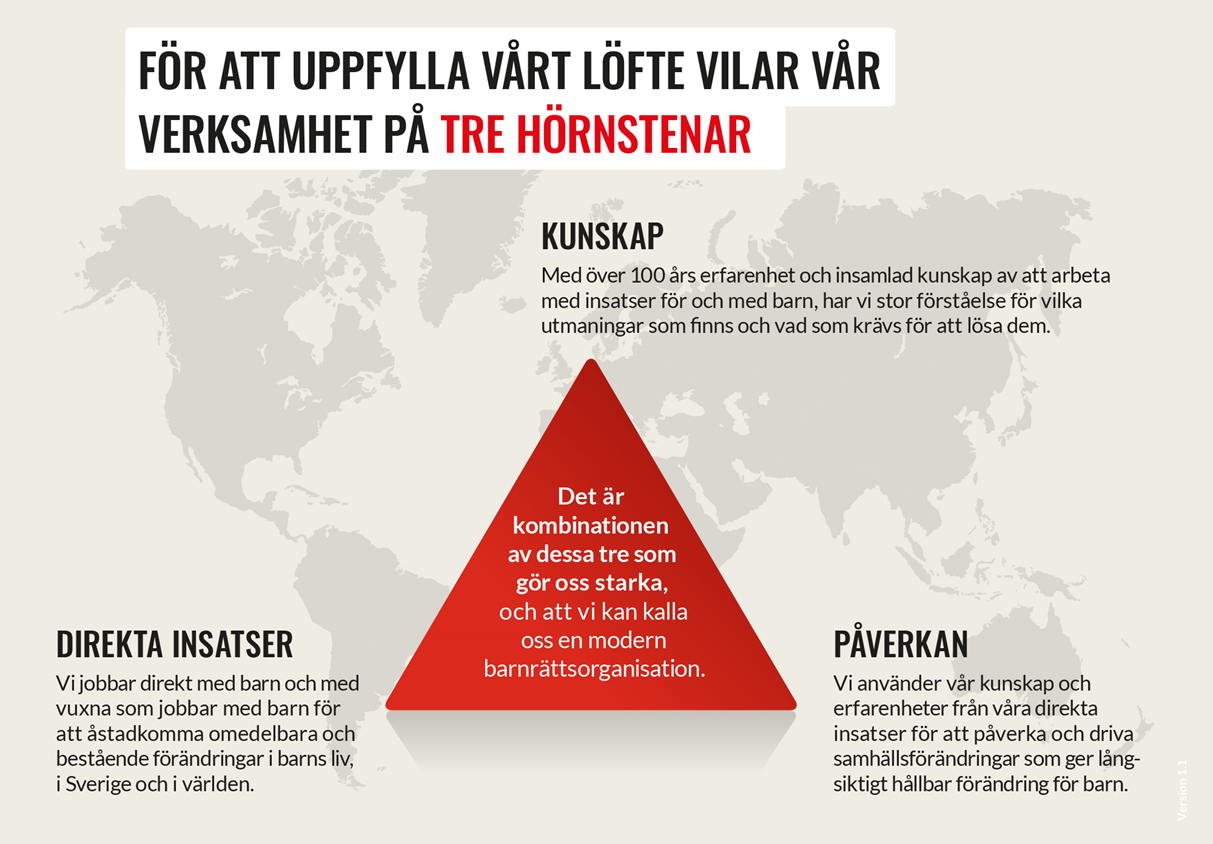 FÖR ATT UPPFYLLA VÅRT LÖFTE VILAR VÅR
VERKSAMHET PÅ TRE HÖRNSTENAR
KUNSKAP
Med över 100 års erfarenhet och insamlad kunskap av att arbeta
med insatser för och med barn, har vi stor förståelse för vilka
utmaningar som finns och vad som krävs för att lösa dem.
Det är
kombinationen
av dessa tre som
gör oss starka,
och att vi kan kalla
oss en modern
barnrättsorganisation.
DIREKTA INSATSER
Vi jobbar direkt med barn och med
vuxna som jobbar med barn för
att åstadkomma omedelbara och
bestående förändringar i barns liv,
i Sverige och i världen.
PÅVERKAN
Vi använder vår kunskap och
erfarenheter från våra direkta
insatser för att påverka och driva
samhällsförändringar som ger lång-
siktigt hållbar förändring för barn.
Version 1.1